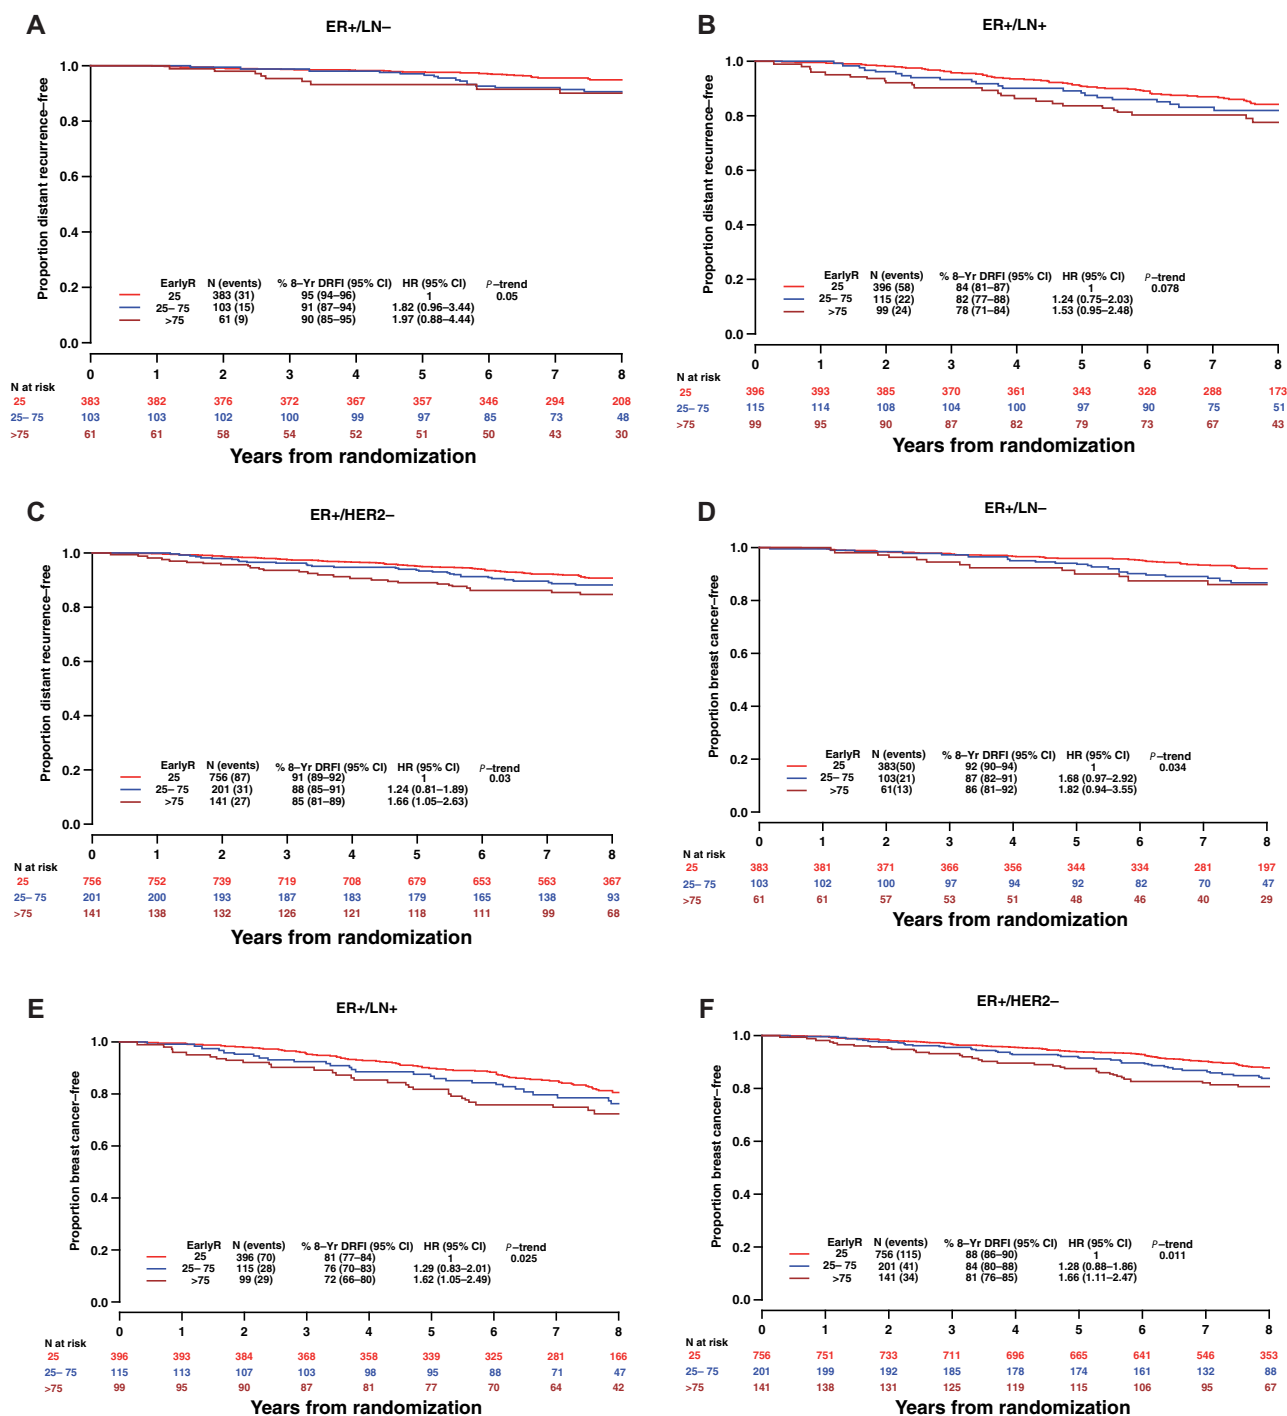 A
ER+/LN–
Proportion distant recurrence–free
1.0
0.8
0.6
0.4
0.2
0.0
EarlyR N (events) % 8–Yr DRFI (95% CI) HR (95% CI) P–trend
25 383 (31) 95 (94–96) 1 0.05
25–75 103 (15) 91 (87–94) 1.82 (0.96–3.44)
>75 61 (9) 90 (85–95) 1.97 (0.88–4.44)
0 1 2 3 4 5 6 7 8
N at risk
25 383 382 376 372 367 357 346 294 208
25–75 103 103 102 100 99 97 85 73 48
>75 61 61 58 54 52 51 50 43 30
Years from randomization
B
ER+/LN+
Proportion distant recurrence–free
1.0
0.8
0.6
0.4
0.2
0.0
EarlyR N (events) % 8–Yr DRFI (95% CI) HR (95% CI) P–trend
25 396 (58) 84 (81–87) 1 0.078
25–75 115 (22) 82 (77–88) 1.24 (0.75–2.03)
>75 99 (24) 78 (71–84) 1.53 (0.95–2.48)
0 1 2 3 4 5 6 7 8
N at risk
25 396 393 385 370 361 343 328 288 173
25–75 115 114 108 104 100 97 90 75 51
>75 99 95 90 87 82 79 73 67 43
Years from randomization
C
ER+/HER2–
Proportion distant recurrence–free
1.0
0.8
0.6
0.4
0.2
0.0
EarlyR N (events) % 8–Yr DRFI (95% CI) HR (95% CI) P–trend
25 756 (87) 91 (89–92) 1 0.03
25–75 201 (31) 88 (85–91) 1.24 (0.81–1.89)
>75 141 (27) 85 (81–89) 1.66 (1.05–2.63)
0 1 2 3 4 5 6 7 8
N at risk
25 756 752 739 719 708 679 653 563 367
25–75 201 200 193 187 183 179 165 138 93
>75 141 138 132 126 121 118 111 99 68
Years from randomization
D
ER+/LN–
Proportion breast cancer–free
1.0
0.8
0.6
0.4
0.2
0.0
EarlyR N (events) % 8–Yr DRFI (95% CI) HR (95% CI) P–trend
25 383(50) 92 (90–94) 1 0.034
25–75 103(21) 87 (82–91) 1.68 (0.97–2.92)
>75 61(13) 86 (81–92) 1.82 (0.94–3.55)
0 1 2 3 4 5 6 7 8
N at risk
25 383 381 371 366 356 344 334 281 197
25–75 103 102 100 97 94 92 82 70 47
>75 61 61 57 53 51 48 46 40 29
Years from randomization
E
ER+/LN+
Proportion breast cancer–free
1.0
0.8
0.6
0.4
0.2
0.0
EarlyR N (events) % 8–Yr DRFI (95% CI) HR (95% CI) P–trend
25 396 (70) 81 (77–84) 1 0.025
25–75 115 (28) 76 (70–83) 1.29 (0.83–2.01)
>75 99 (29) 72 (66–80) 1.62 (1.05–2.49)
0 1 2 3 4 5 6 7 8
N at risk
25 396 393 384 368 358 339 325 281 166
25–75 115 113 107 103 98 95 88 71 47
>75 99 95 90 87 81 77 70 64 42
Years from randomization
F
ER+/HER2–
Proportion breast cancer–free
1.0
0.8
0.6
0.4
0.2
0.0
EarlyR N (events) % 8–Yr DRFI (95% CI) HR (95% CI) P–trend
25 756 (115) 88 (86–90) 1 0.011
25–75 201 (41) 84 (80–88) 1.28 (0.88–1.86)
>75 141 (34) 81 (76–85) 1.66 (1.11–2.47)
0 1 2 3 4 5 6 7 8
N at risk
25 756 751 733 711 696 665 641 546 353
25–75 201 199 192 185 178 174 161 132 88
>75 141 138 131 125 119 115 106 95 67
Years from randomization